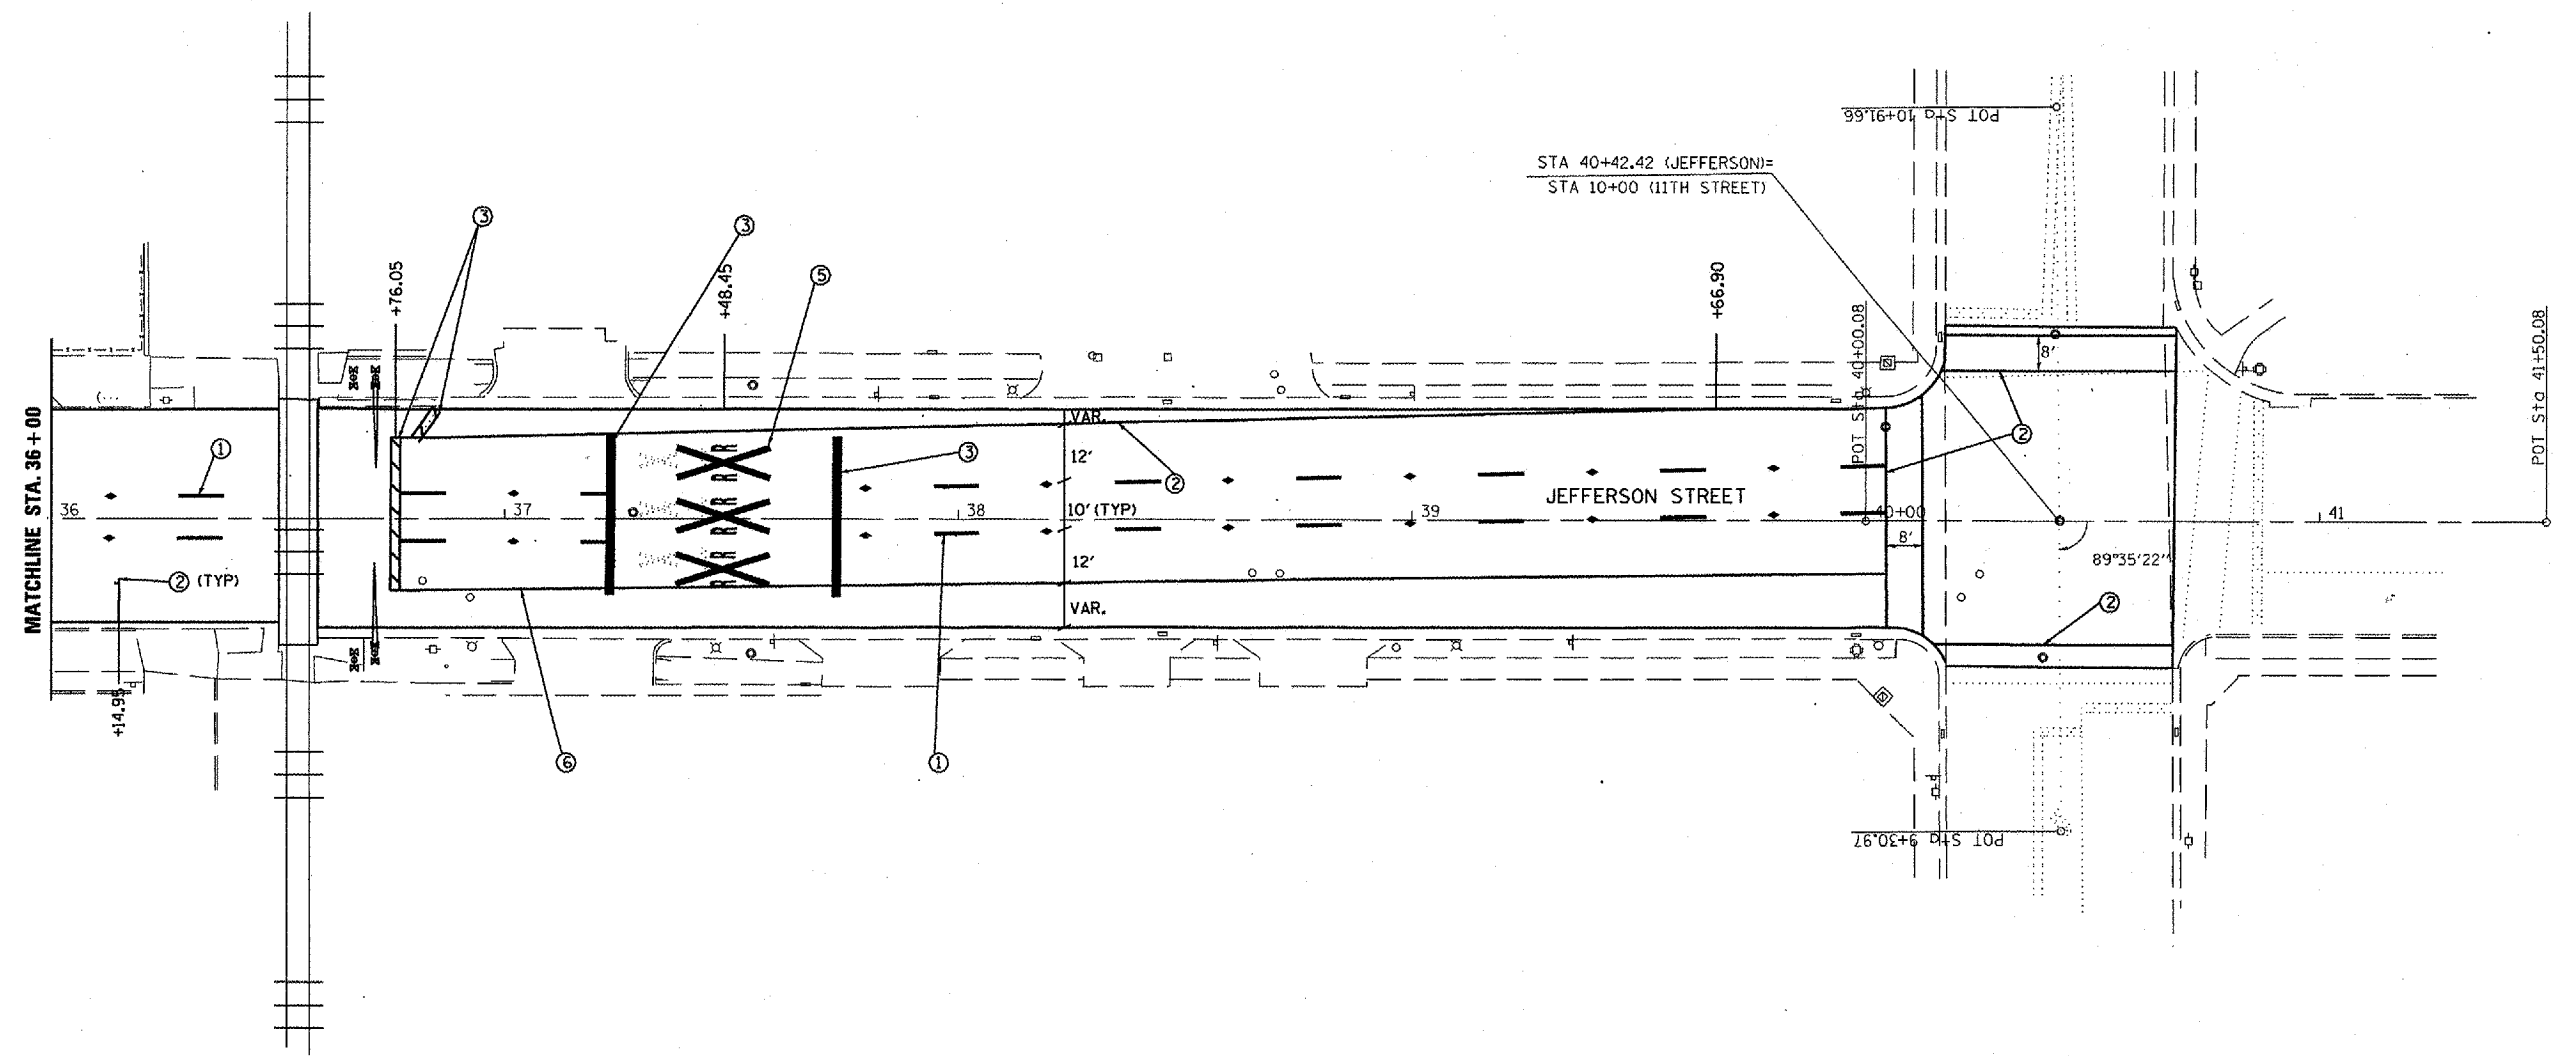 POT Sta 10+91.66
STA 40+42.42 (JEFFERSON)=
STA 10+00 (11TH STREET)
3
3
5
+76.05
+48.45
+66.90
POT Sta 40+00.08
POT Sta 41+50.08
8'
MATCHLINE STA. 36+00
1
VAR.
12'
3
2
2
JEFFERSON STREET
36
37
38
10' (TYP)
39
40+00
41
8'
89°35'22"
12'
2 (TYP)
VAR.
2
+14.95
6
1
POT Sta 9+30.97
R R
R R
R R